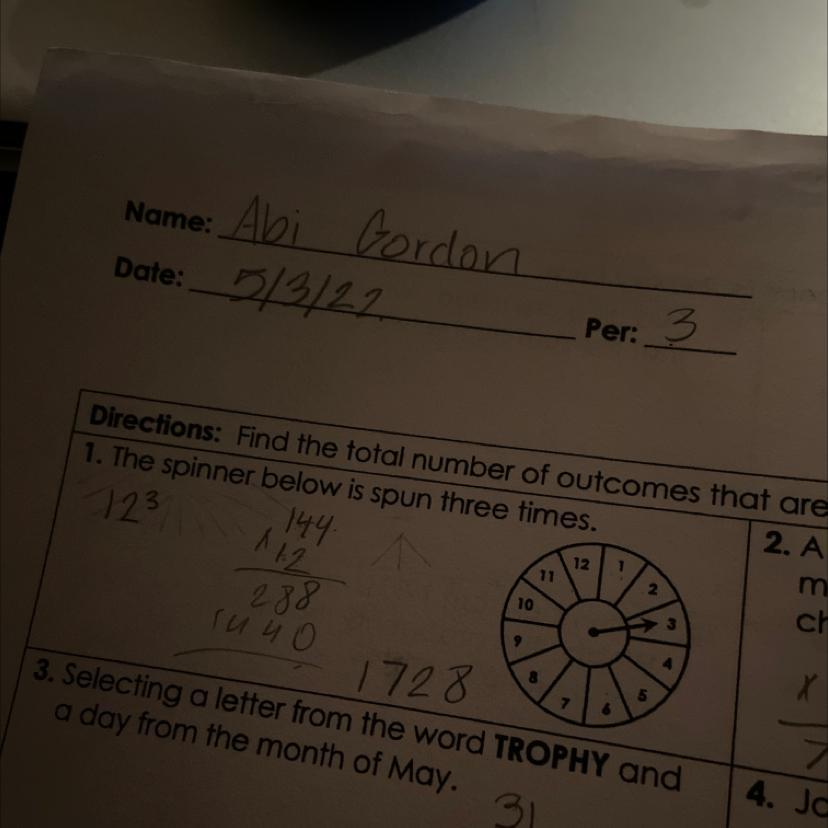 Name: Abi Gordon
Date: 5/3/22
Per: 3
Directions: Find the total number of outcomes that are
1. The spinner below is spun three times.
12³
144
x 12
288
1440
1728
12
1
2
3
4
5
6
7
8
9
10
11
2. A
m
ch
x
7
3. Selecting a letter from the word TROPHY and
a day from the month of May.
31
4. Jo